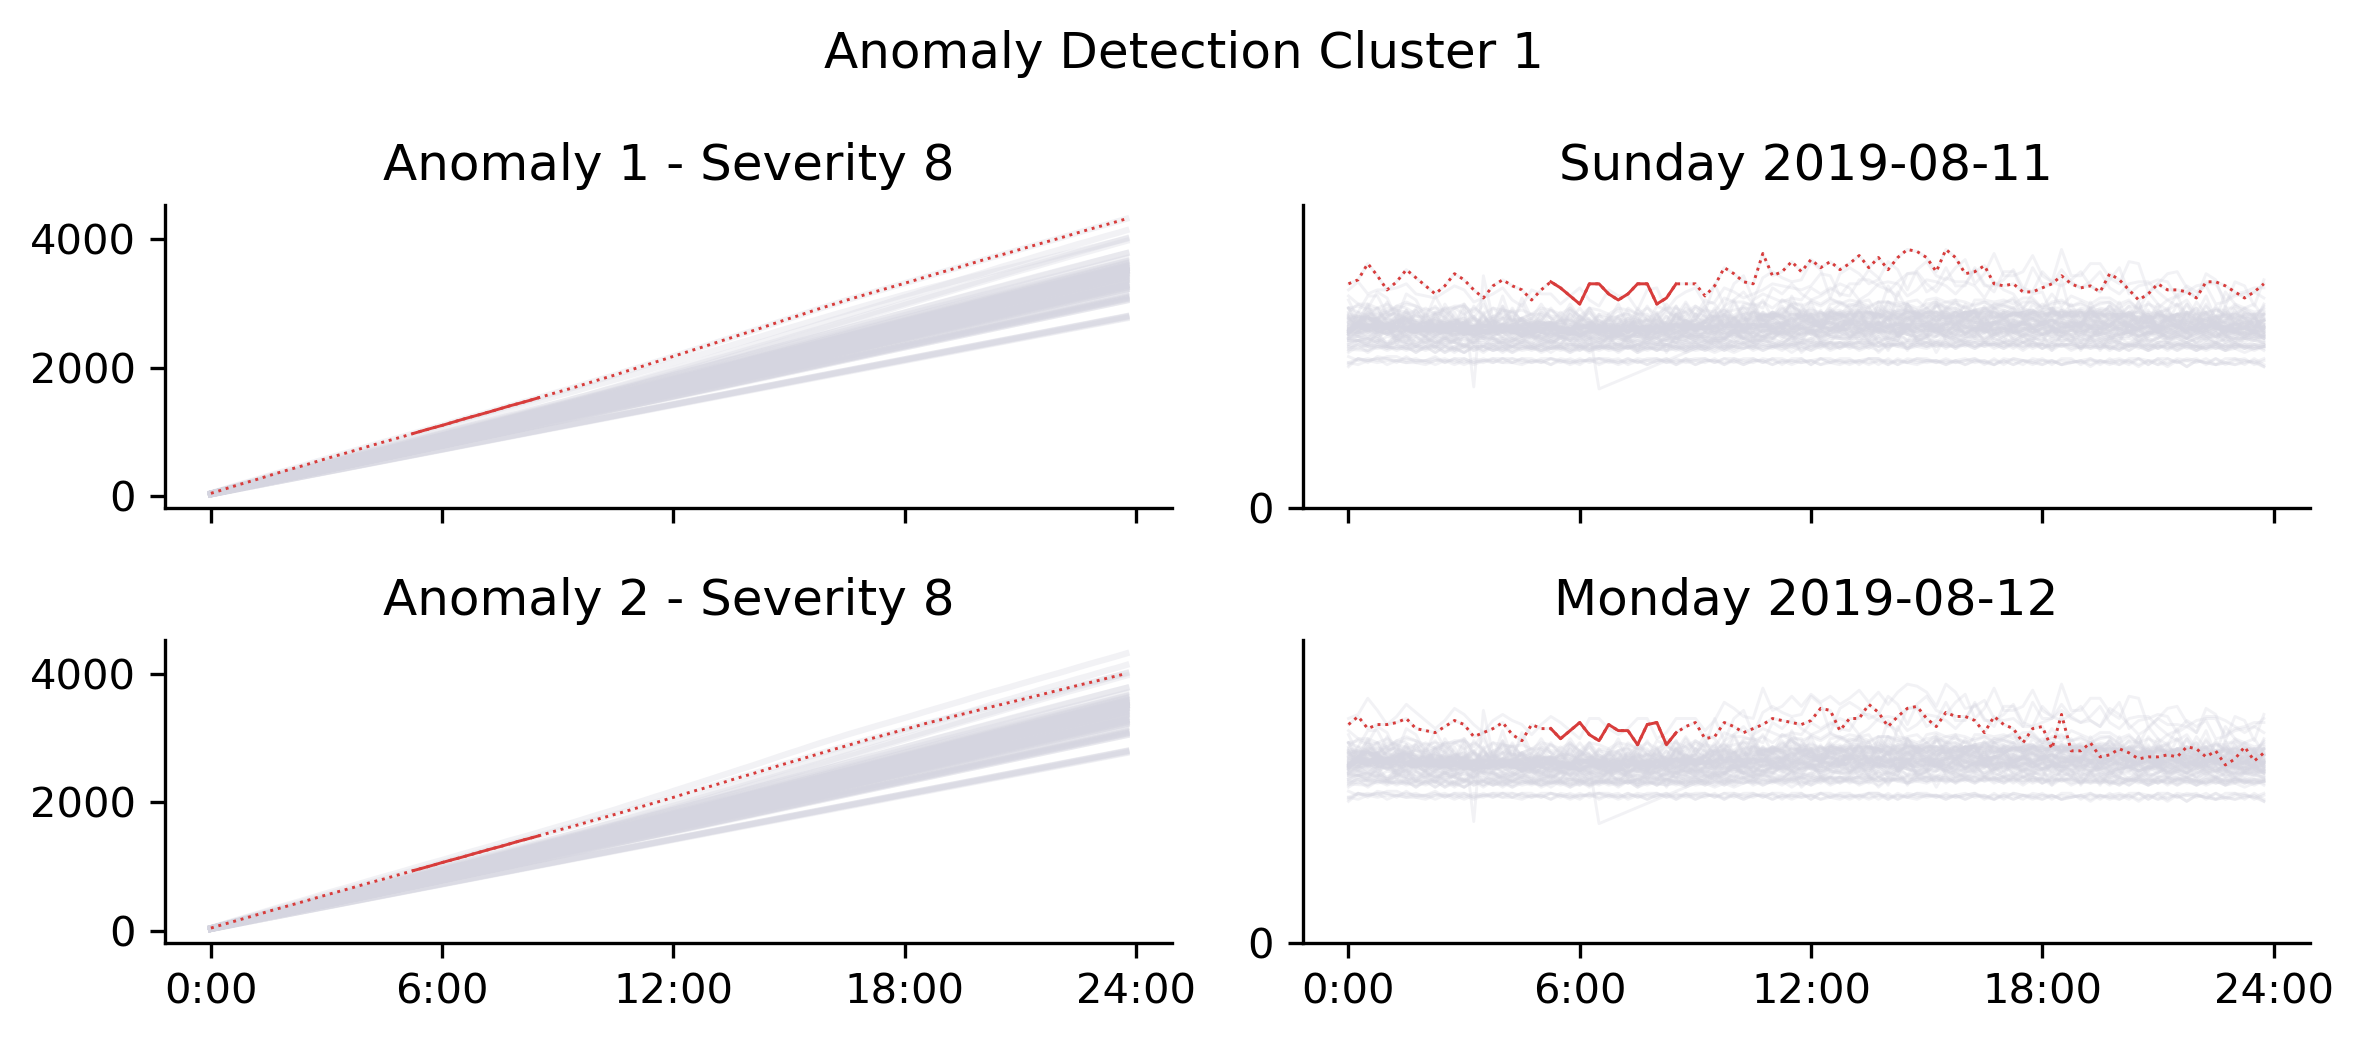 Anomaly Detection Cluster 1
Anomaly 1 - Severity 8
Sunday 2019-08-11
4000
2000
0
0
Anomaly 2 - Severity 8
Monday 2019-08-12
4000
2000
0
0
0:00 6:00 12:00 18:00 24:00
0:00 6:00 12:00 18:00 24:00